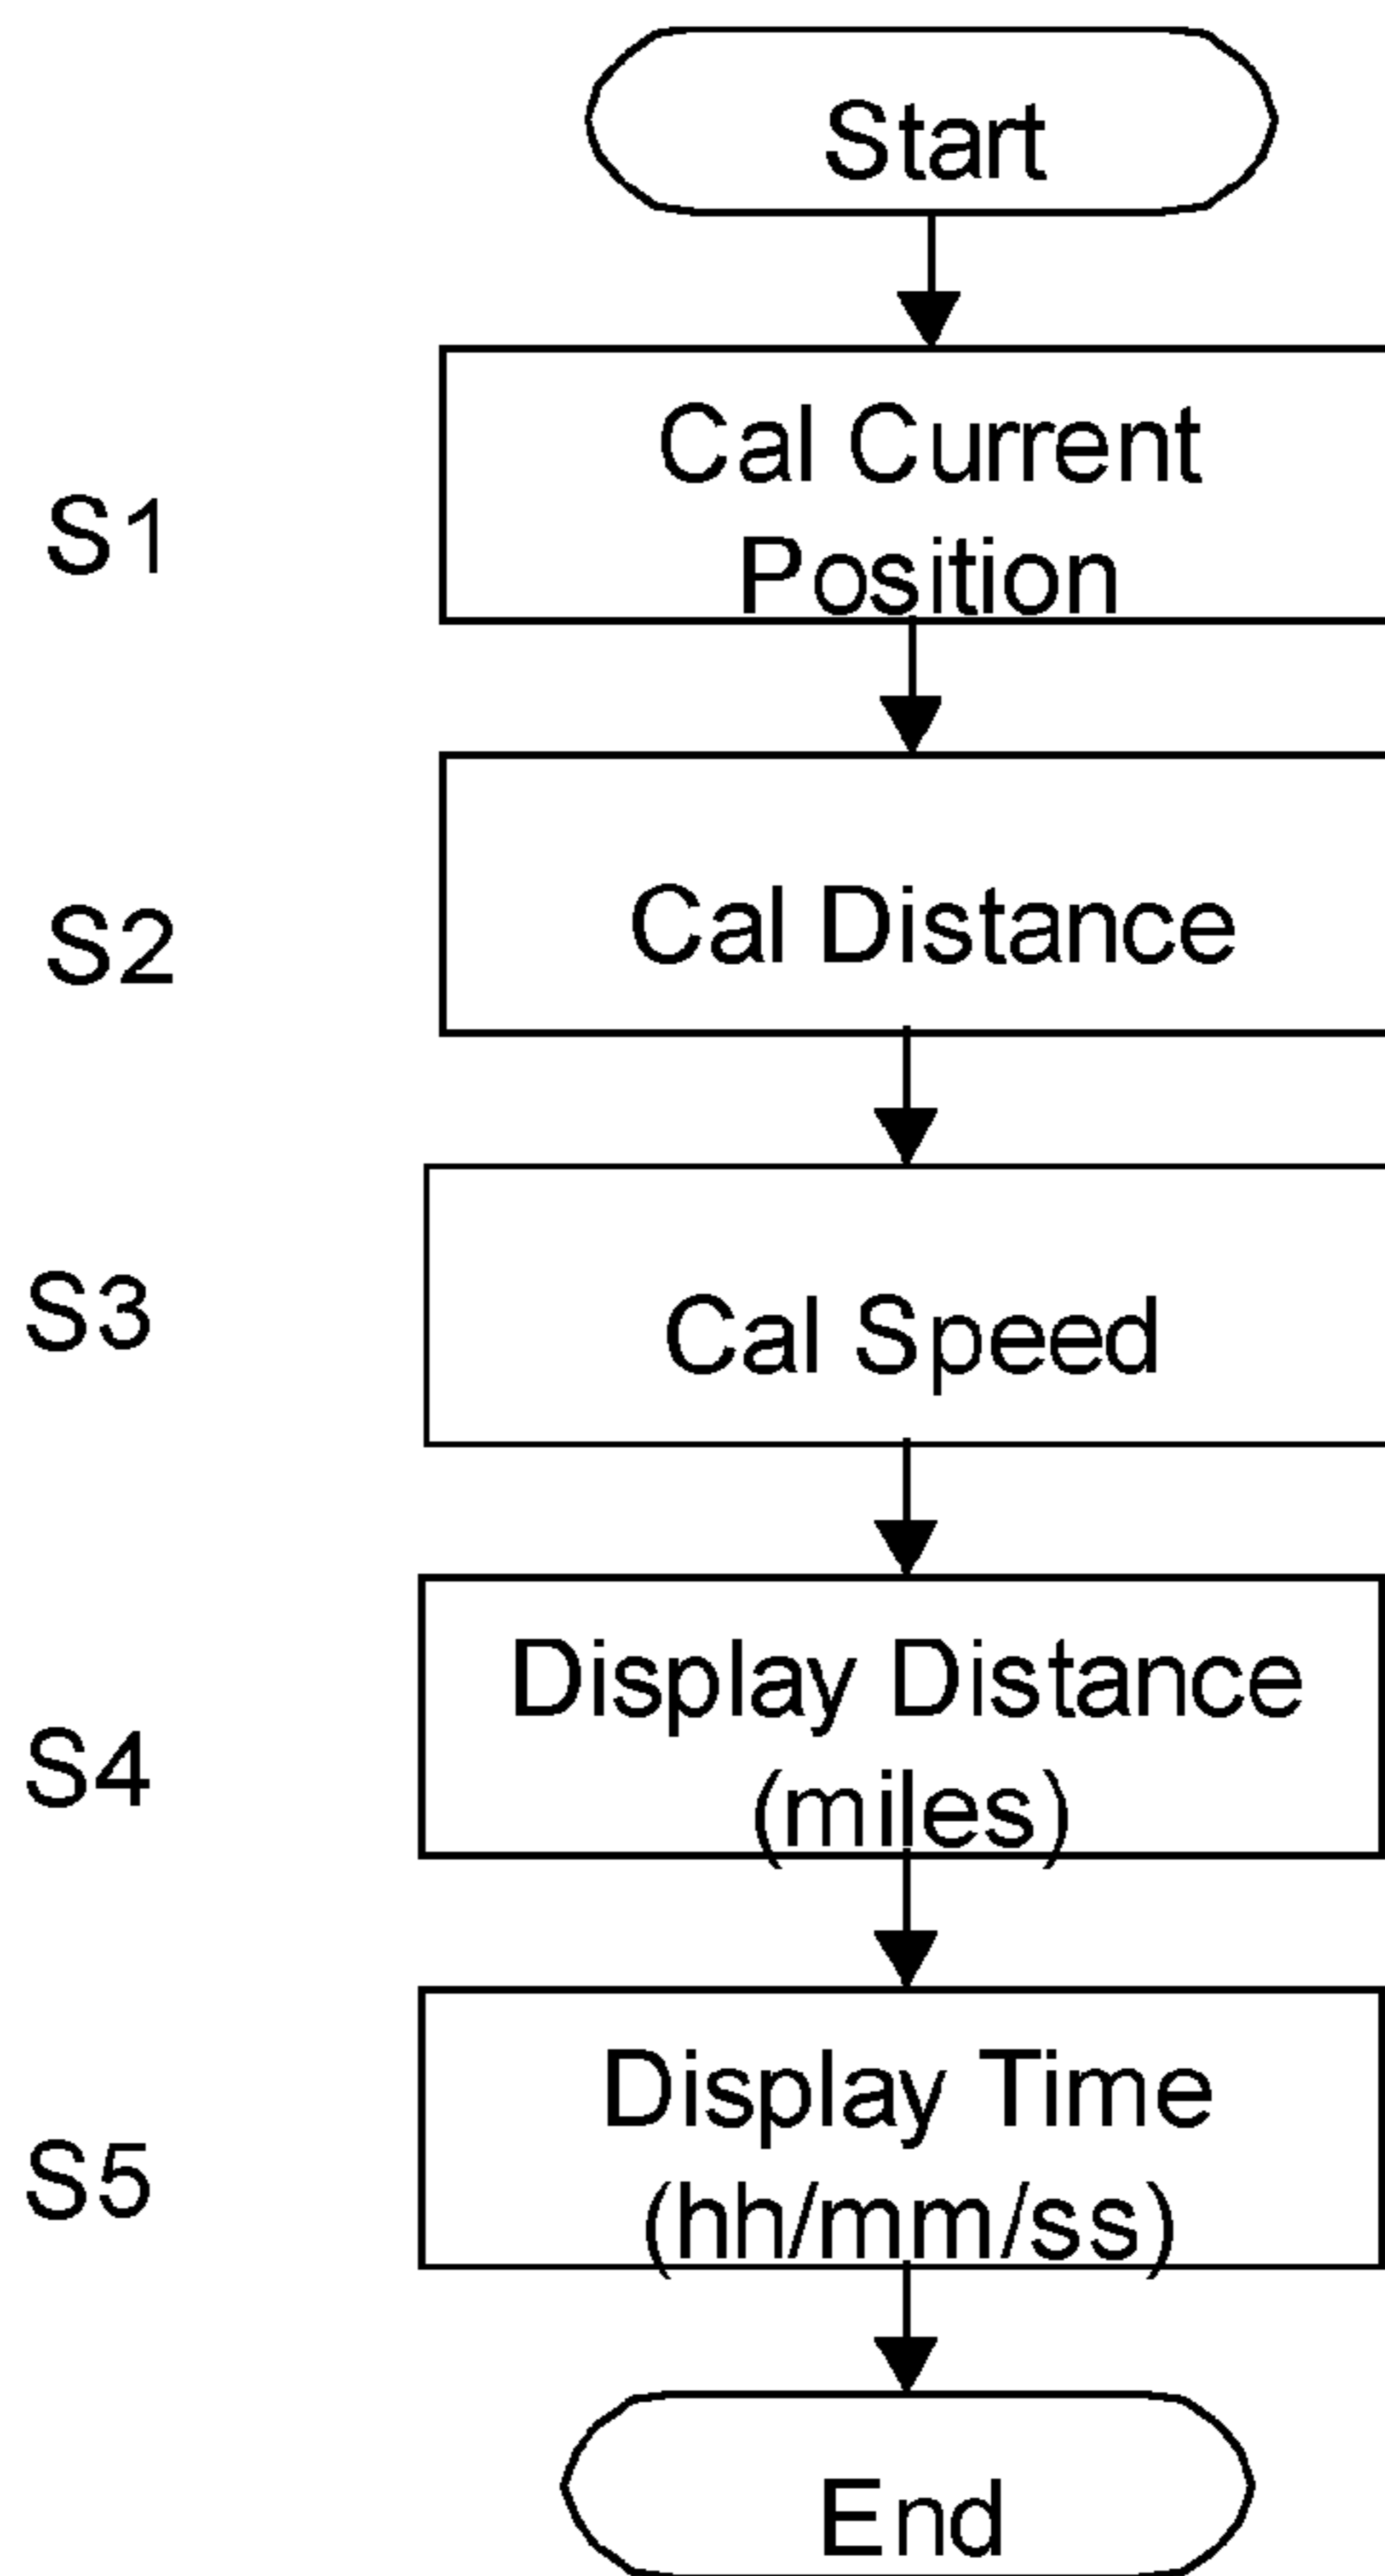 Start
S1
Cal Current
Position
S2
Cal Distance
S3
Cal Speed
S4
Display Distance
(miles)
S5
Display Time
(hh/mm/ss)
End